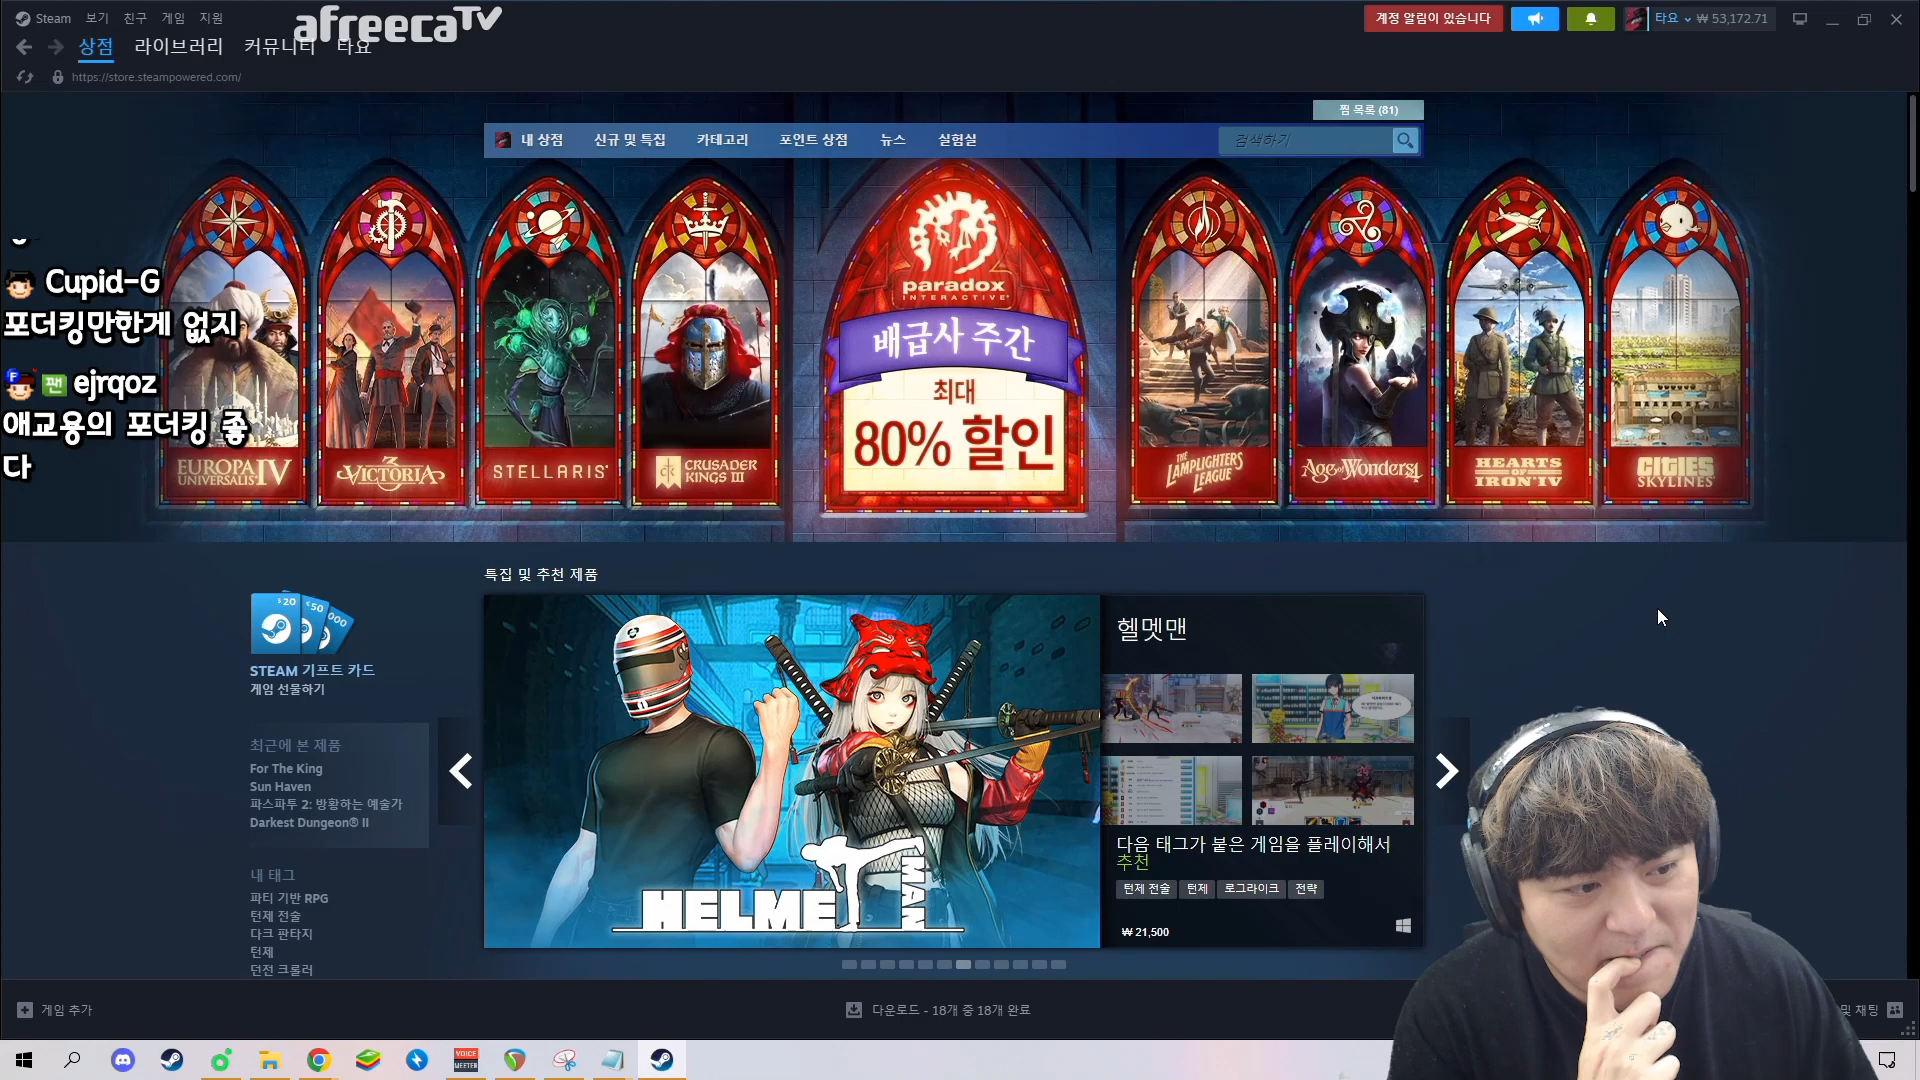 Steam 보기 친구 게임 지원
afreecaTV
계정 알림이 있습니다
타요 ₩ 53,172.71
상점 라이브러리 커뮤니티 타요
https://store.steampowered.com/
찜 목록 (81)
내 상점 신규 및 특집 카테고리 포인트 상점 뉴스 실험실
검색하기
Cupid-G
포더킹만한게 없지
F 팬 ejrqoz
애교용의 포더킹 좋
다
paradox
INTERACTIVE
배급사 주간
최대
80% 할인
EUROPA UNIVERSALIS IV
VICTORIA 3
STELLARIS
CRUSADER KINGS III
THE LAMPLIGHTERS LEAGUE
Age of Wonders 4
HEARTS OF IRON IV
CITIES SKYLINES
특집 및 추천 제품
$20 €50 000
STEAM 기프트 카드
게임 선물하기
최근에 본 제품
For The King
Sun Haven
파스파투 2: 방황하는 예술가
Darkest Dungeon® II
내 태그
파티 기반 RPG
턴제 전술
다크 판타지
턴제
던전 크롤러
HELMET MAN
헬멧맨
다음 태그가 붙은 게임을 플레이해서
추천
턴제 전술 턴제 로그라이크 전략
₩ 21,500
게임 추가
다운로드 - 18개 중 18개 완료
및 채팅
VOICE
MEETER